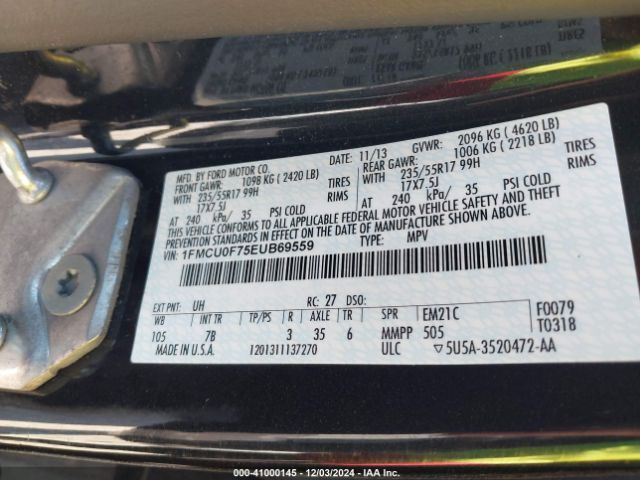 MFD. BY FORD MOTOR CO.
DATE: 11/13 GVWR: 2096 KG ( 4620 LB)
FRONT GAWR: 1098 KG ( 2420 LB) REAR GAWR: 1006 KG ( 2218 LB)
WITH 235/55R17 99H TIRES WITH 235/55R17 99H TIRES
17X7.5J RIMS 17X7.5J RIMS
AT 240 kPa/ 35 PSI COLD AT 240 kPa/ 35 PSI COLD
CONFORMS TO ALL APPLICABLE FEDERAL MOTOR VEHICLE SAFETY AND THEFT
PREVENTION STANDARDS IN EFFECT ON THE DATE OF MANUFACTURE SHOWN ABOVE.
VIN: 1FMCU0F75EUB69559 TYPE: MPV
EXT PNT: UH RC: 27 DSO:
WB INT TR TP/PS R AXLE TR SPR EM21C F0079
105 7B 3 35 6 MMPP 505 T0318
MADE IN U.S.A. 1201311137270 ULC ▽5U5A-3520472-AA
000-41000145 - 12/03/2024 - IAA Inc.